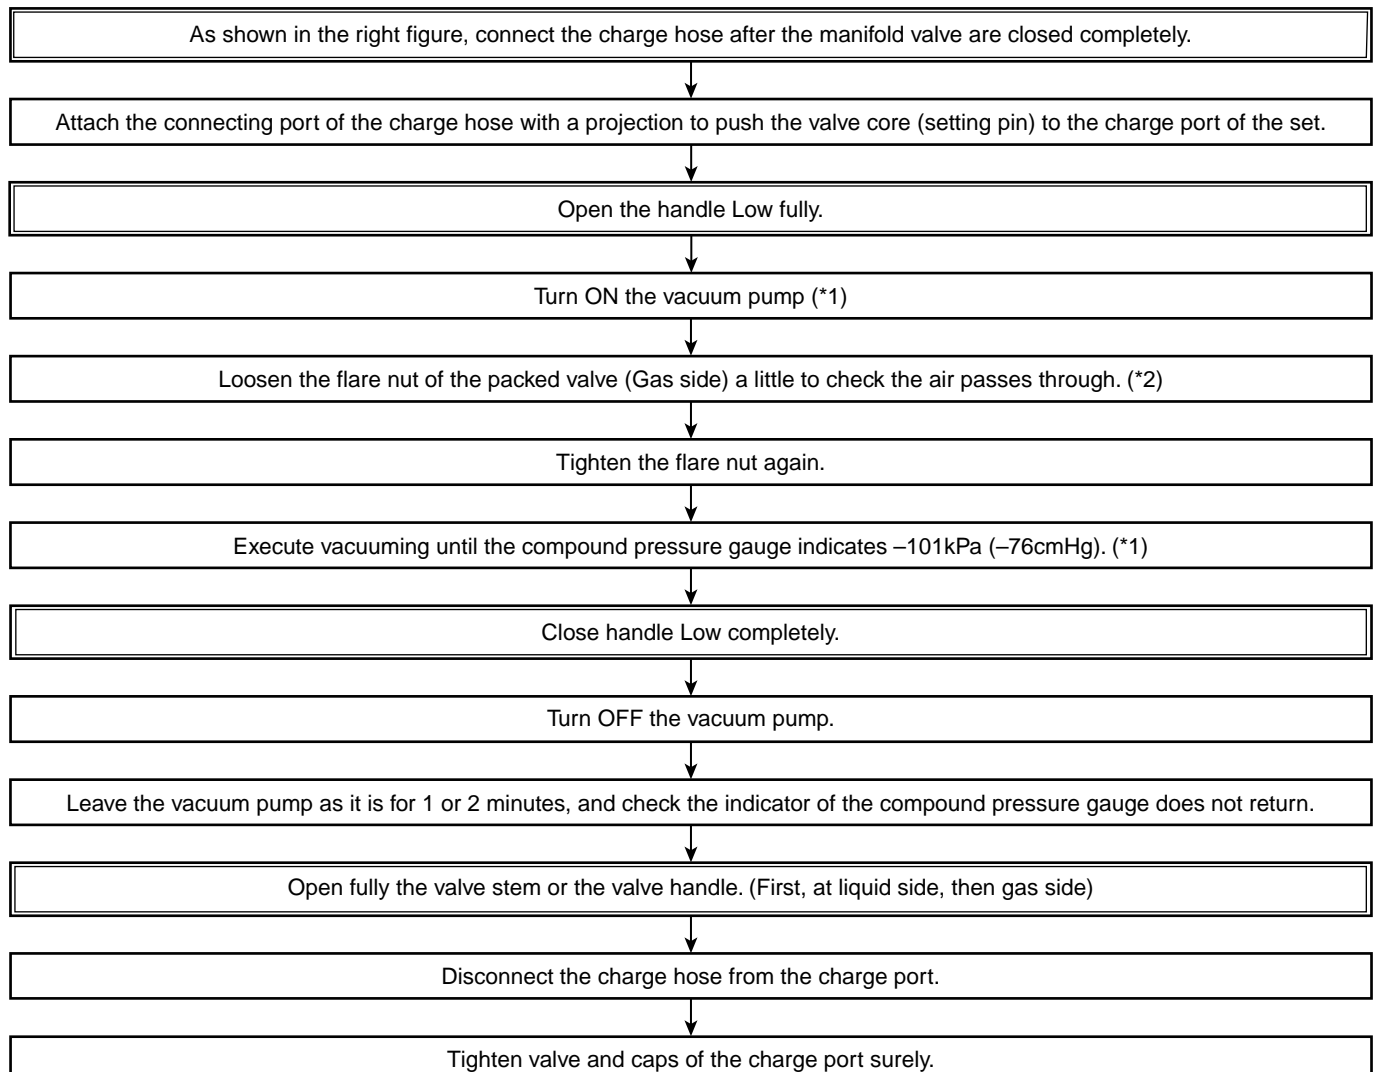 As shown in the right figure, connect the charge hose after the manifold valve are closed completely.
Attach the connecting port of the charge hose with a projection to push the valve core (setting pin) to the charge port of the set.
Open the handle Low fully.
Turn ON the vacuum pump (*1)
Loosen the flare nut of the packed valve (Gas side) a little to check the air passes through. (*2)
Tighten the flare nut again.
Execute vacuuming until the compound pressure gauge indicates –101kPa (–76cmHg). (*1)
Close handle Low completely.
Turn OFF the vacuum pump.
Leave the vacuum pump as it is for 1 or 2 minutes, and check the indicator of the compound pressure gauge does not return.
Open fully the valve stem or the valve handle. (First, at liquid side, then gas side)
Disconnect the charge hose from the charge port.
Tighten valve and caps of the charge port surely.